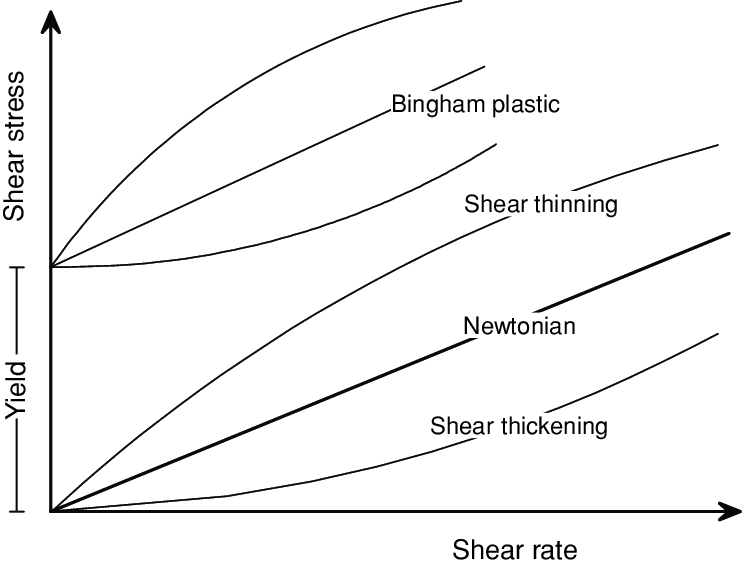 Shear stress
Bingham plastic
Shear thinning
Newtonian
Yield
Shear thickening
Shear rate